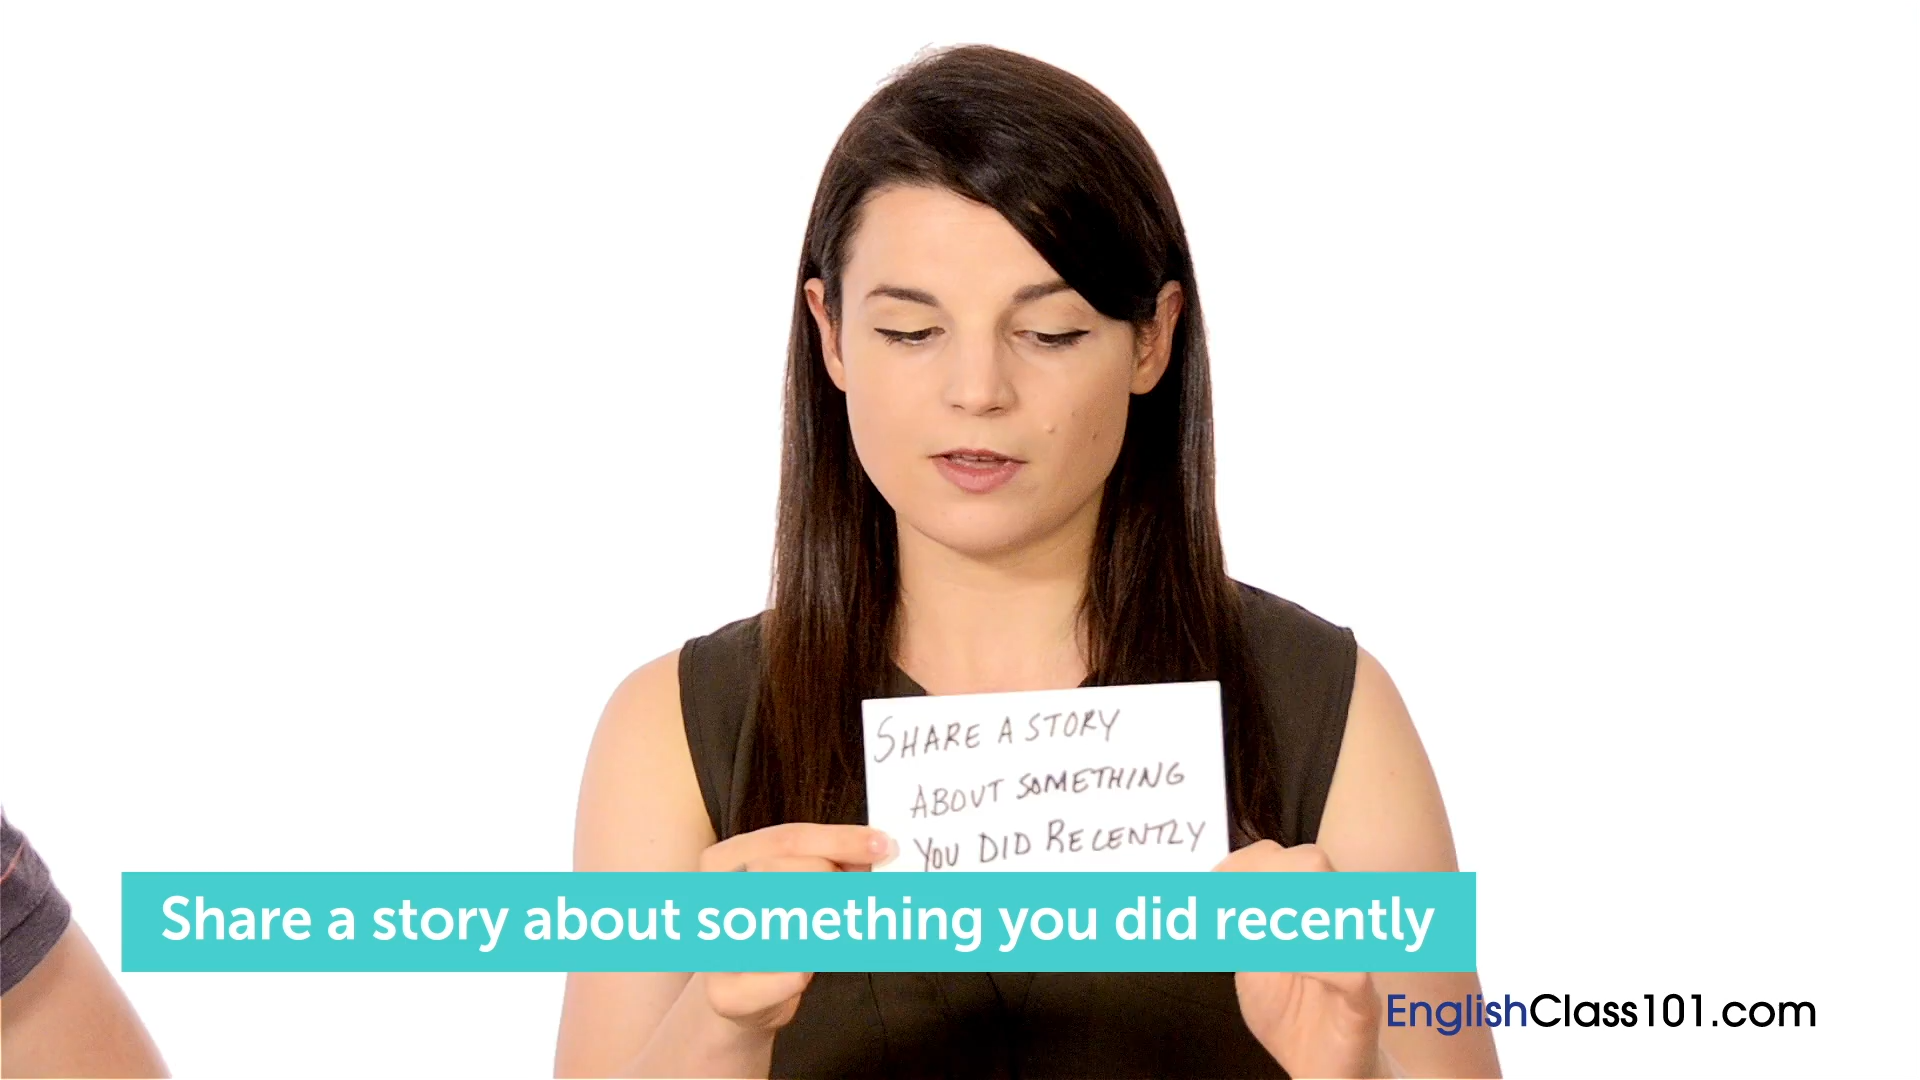 SHARE A STORY
ABOUT SOMETHING
YOU DID RECENTLY
Share a story about something you did recently
EnglishClass101.com